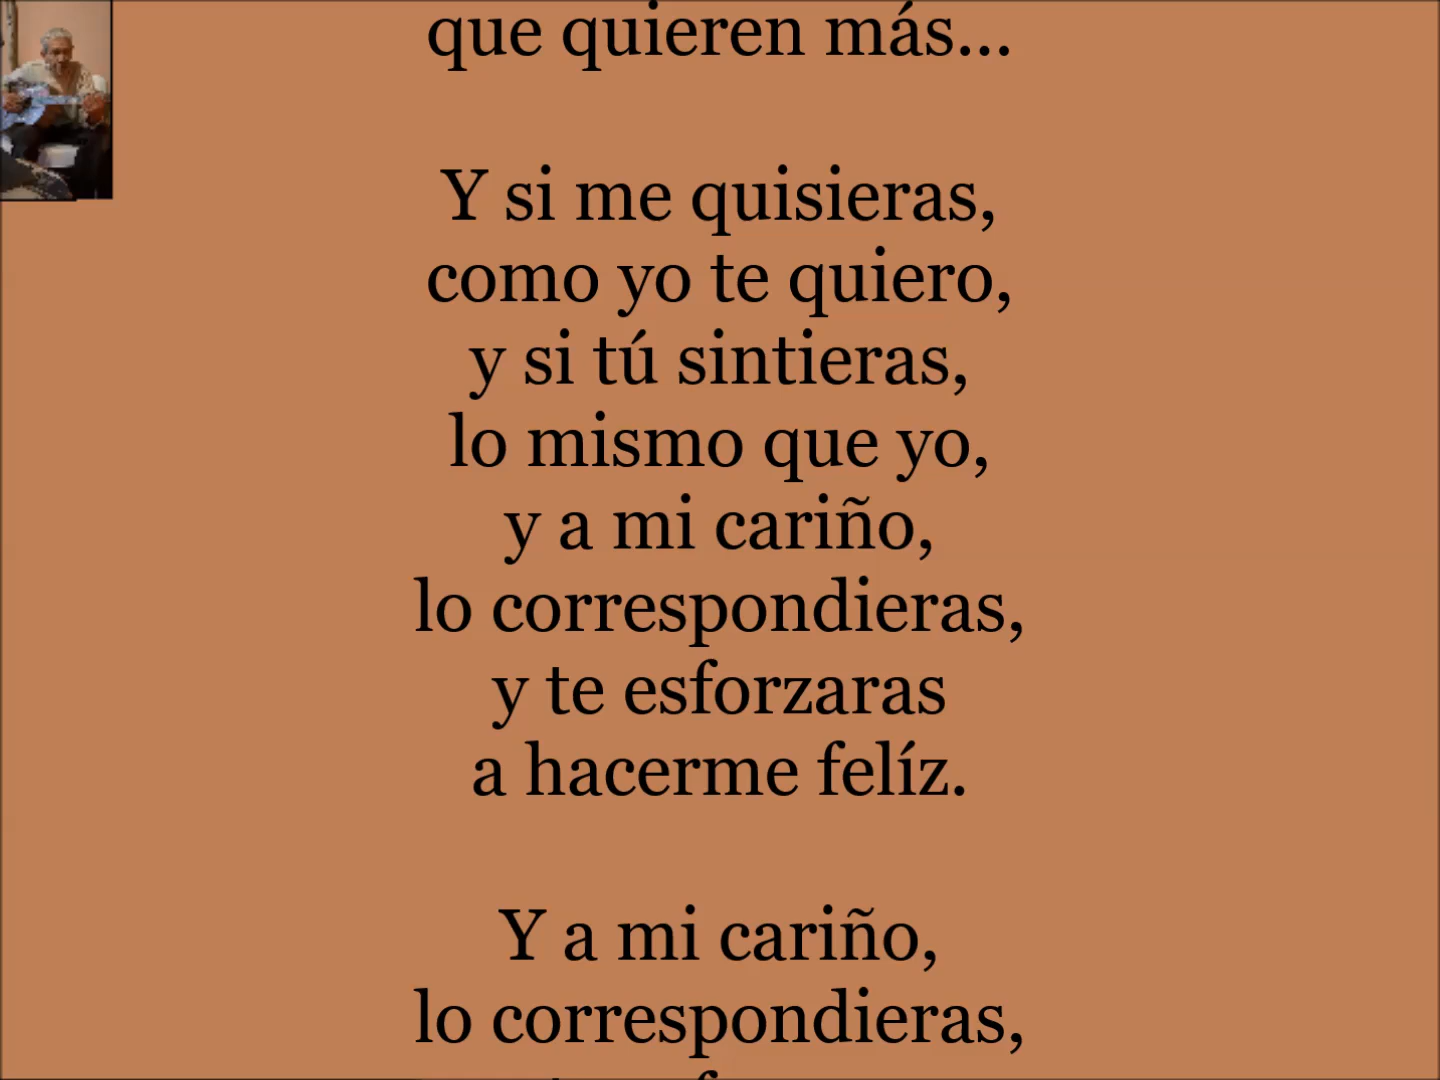 que quieren más...
Y si me quisieras,
como yo te quiero,
y si tú sintieras,
lo mismo que yo,
y a mi cariño,
lo correspondieras,
y te esforzaras
a hacerme felíz.
Y a mi cariño,
lo correspondieras,